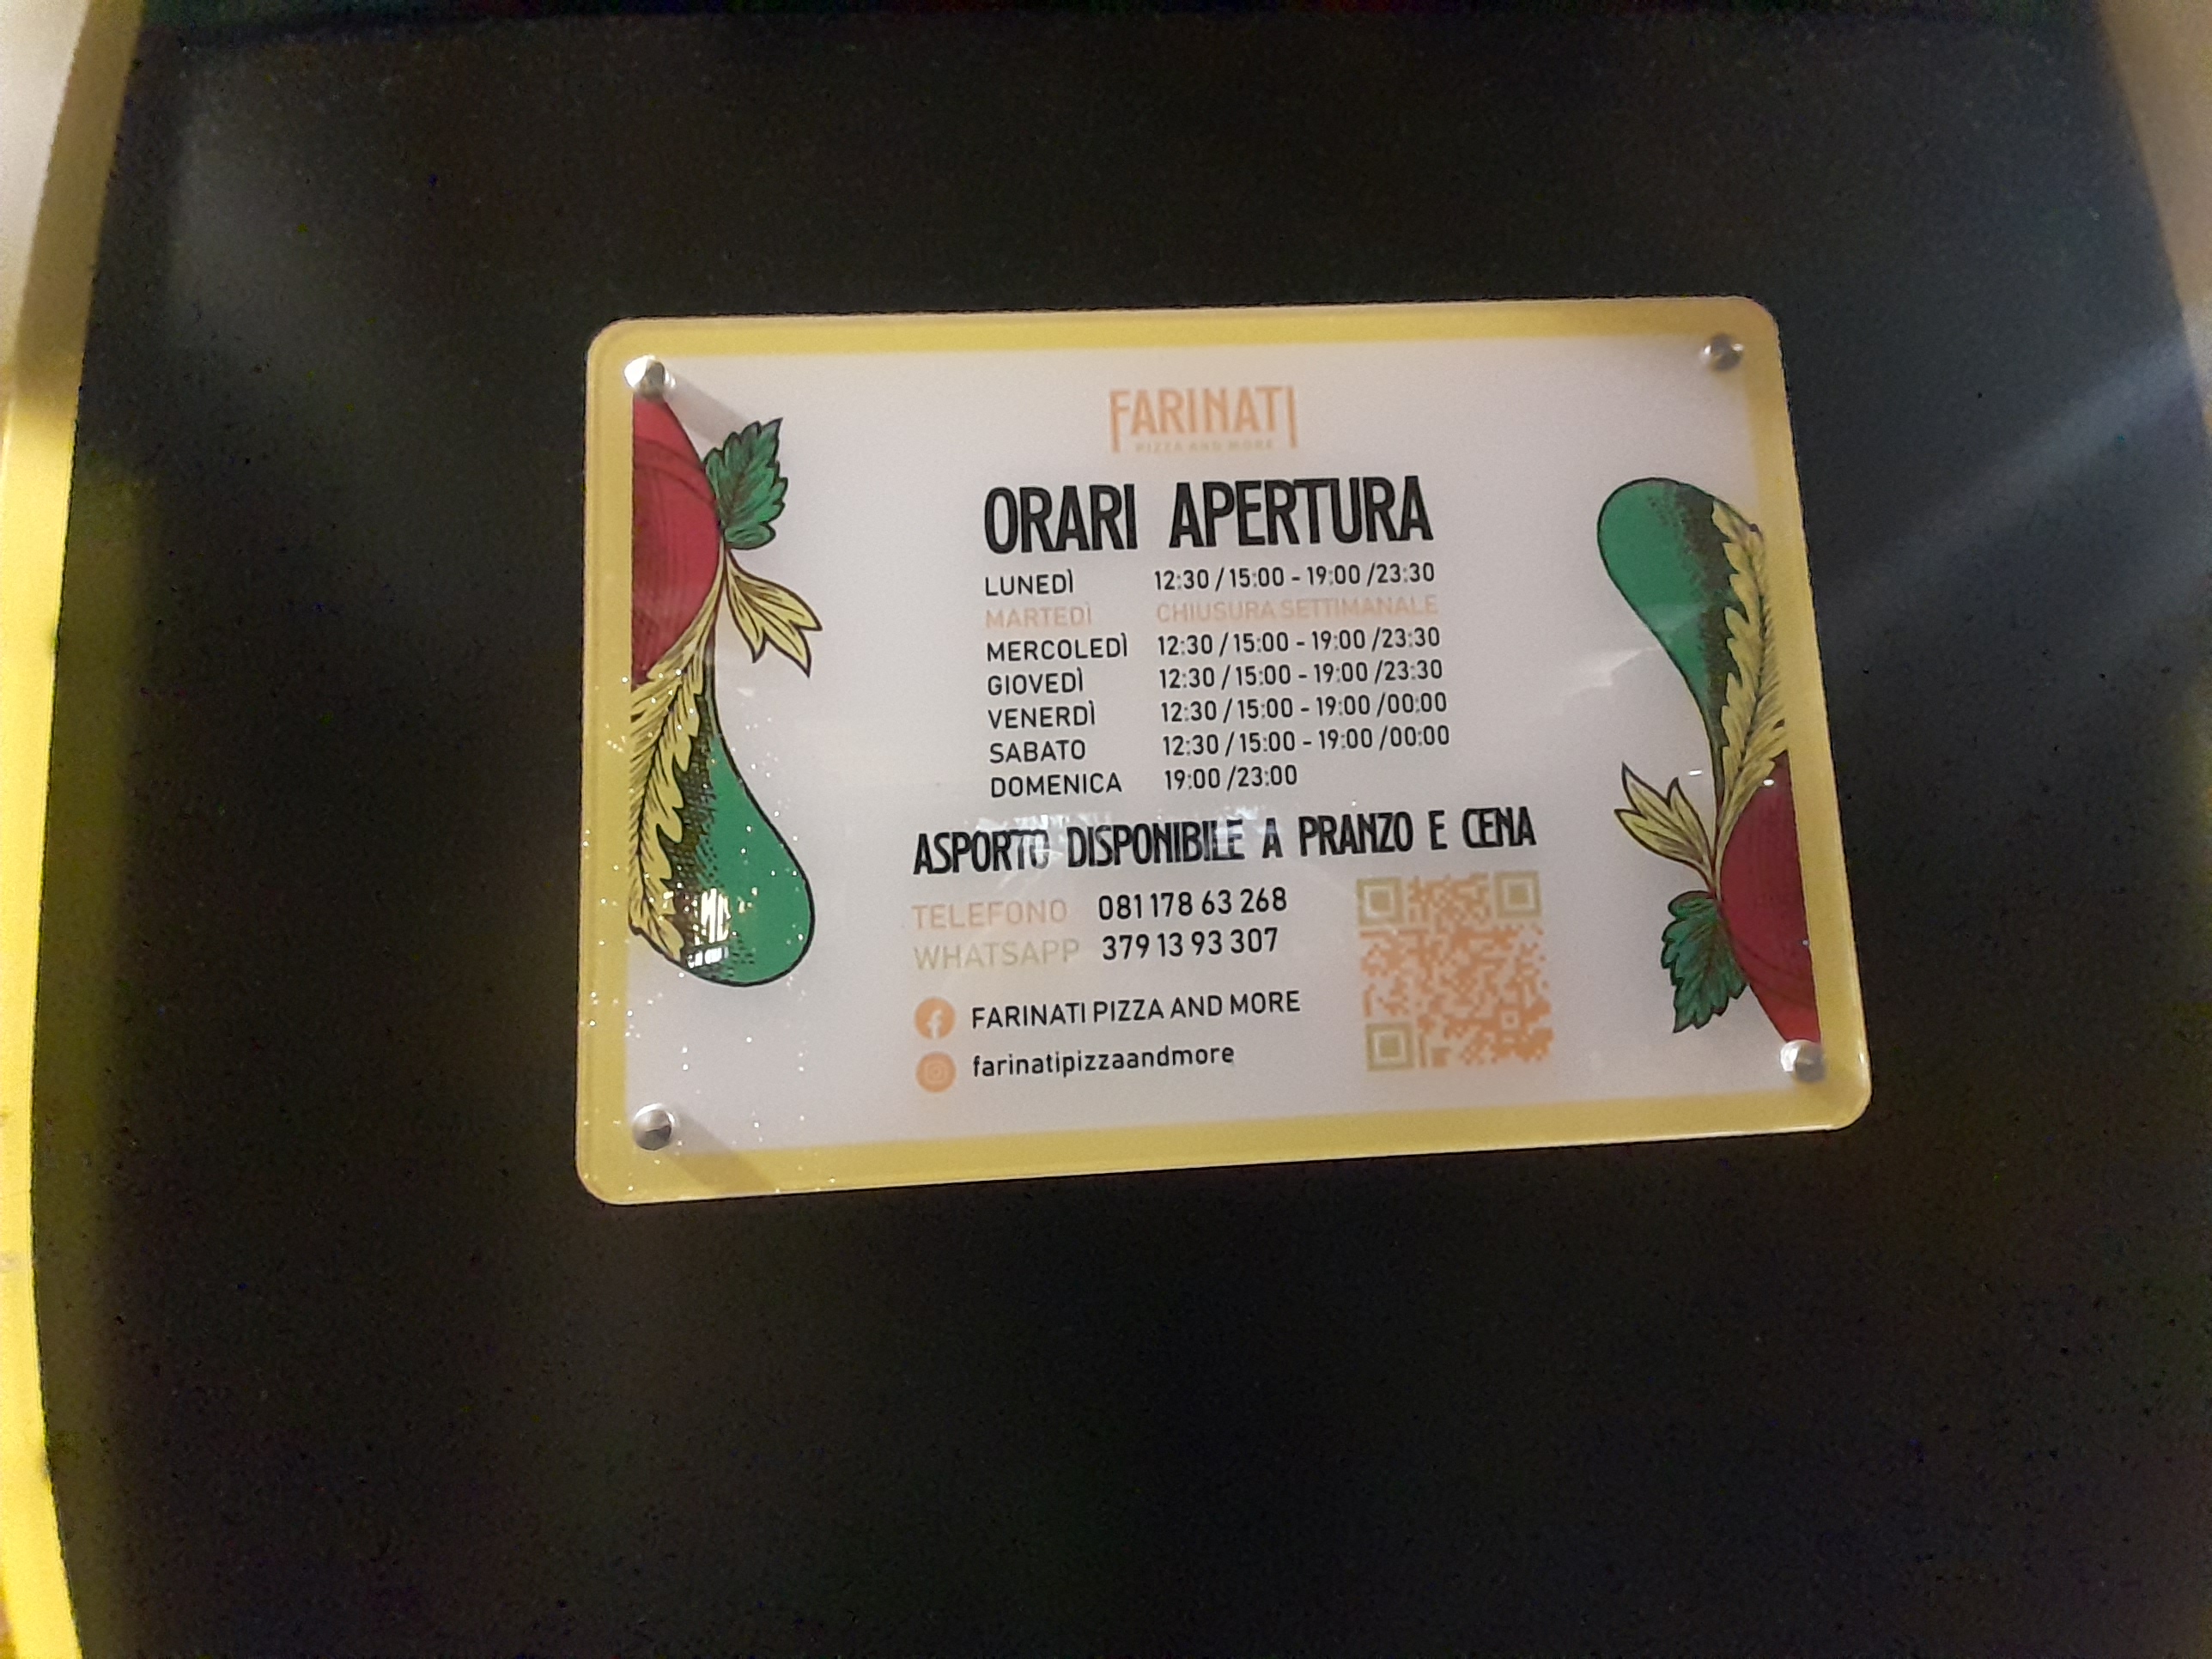 FARINATI
PIZZA AND MORE
ORARI APERTURA
LUNEDÌ 12:30 / 15:00 - 19:00 /23:30
MARTEDÌ CHIUSURA SETTIMANALE
MERCOLEDÌ 12:30 / 15:00 - 19:00 /23:30
GIOVEDÌ 12:30 / 15:00 - 19:00 /23:30
VENERDÌ 12:30 / 15:00 - 19:00 /00:00
SABATO 12:30 / 15:00 - 19:00 /00:00
DOMENICA 19:00 /23:00
ASPORTO DISPONIBILE A PRANZO E CENA
TELEFONO 081 178 63 268
WHATSAPP 379 13 93 307
FARINATI PIZZA AND MORE
farinatipizzaandmore